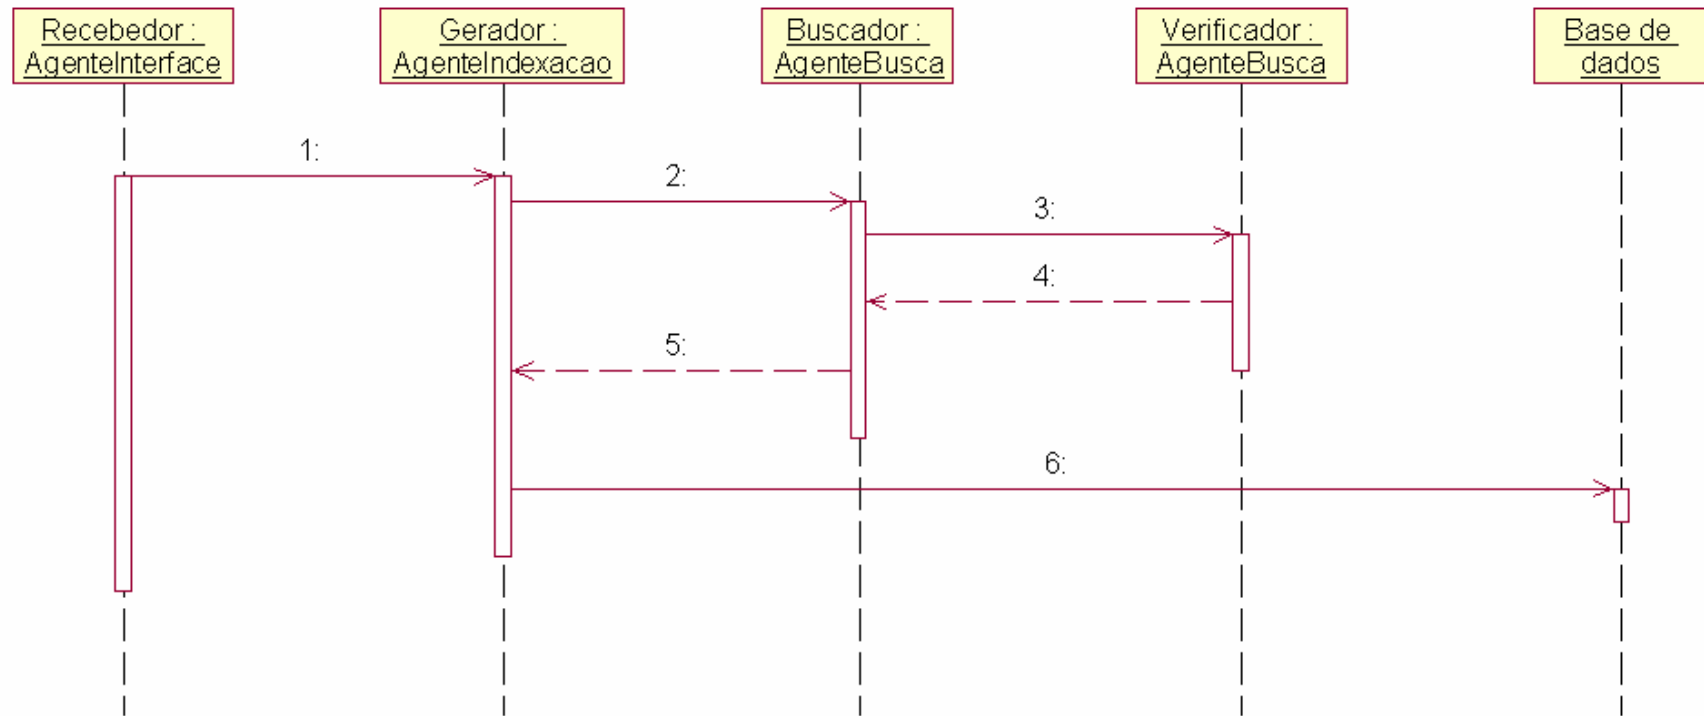 Recebedor :
AgenteInterface
Gerador :
AgenteIndexacao
Buscador :
AgenteBusca
Verificador :
AgenteBusca
Base de
dados
1:
2:
3:
4:
5:
6: